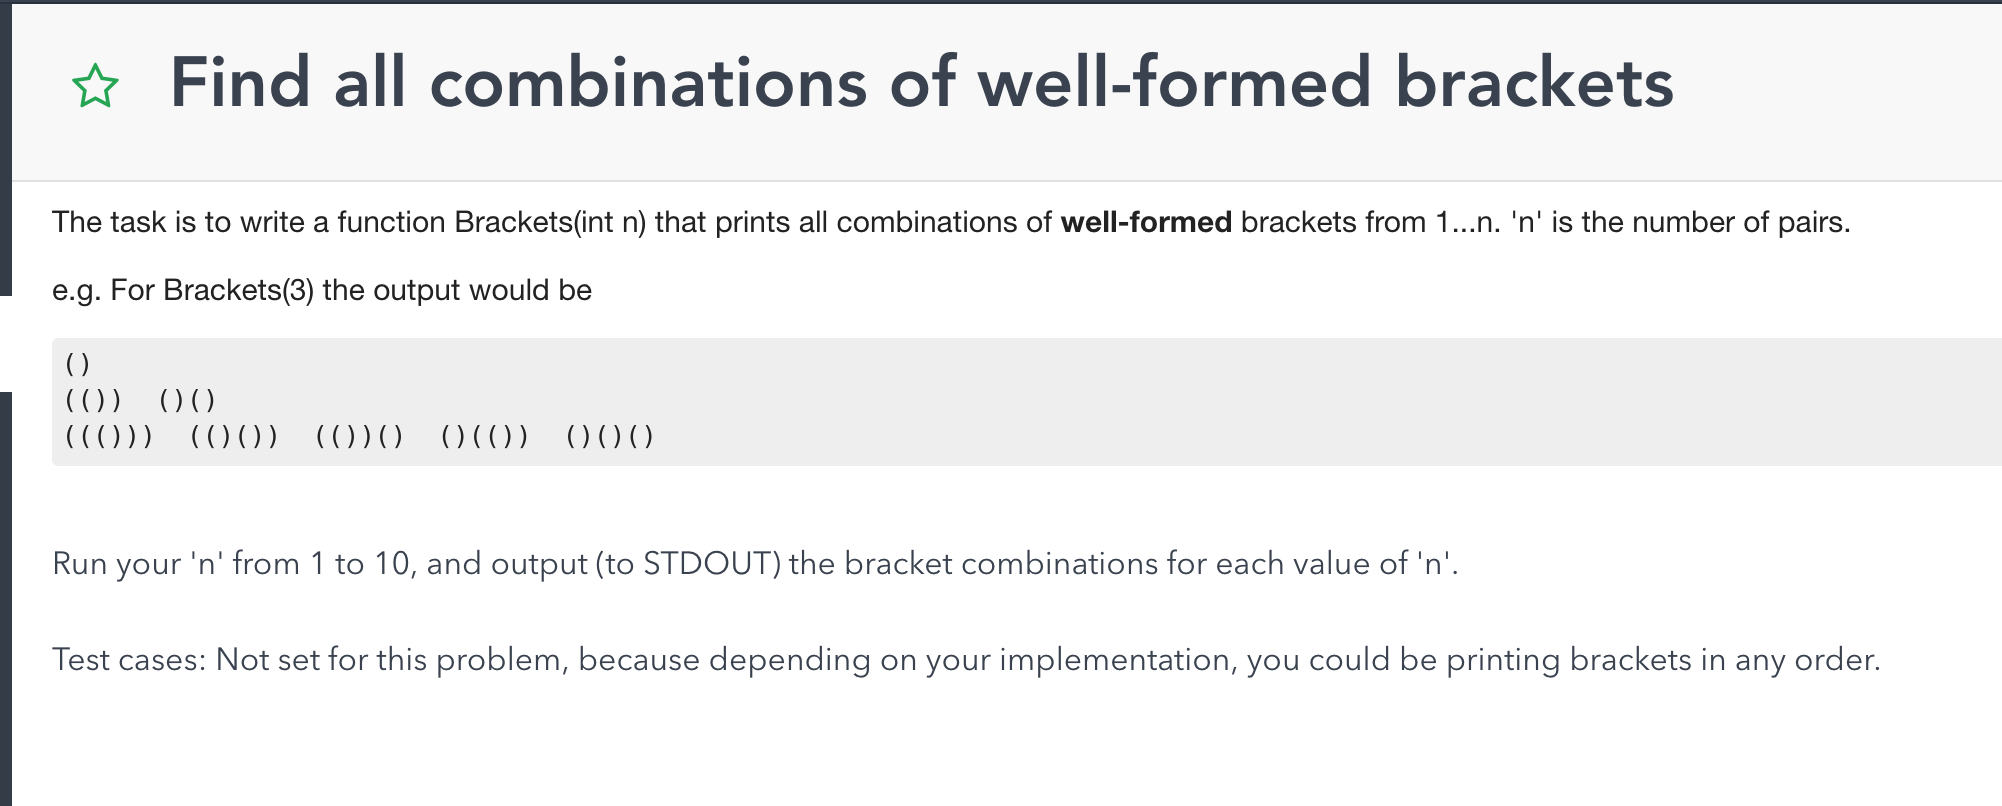 Find all combinations of well-formed brackets
The task is to write a function Brackets(int n) that prints all combinations of well-formed brackets from 1...n. 'n' is the number of pairs.
e.g. For Brackets(3) the output would be
()
(())  ()()
((()))  (()())  (())()  ()(())  ()()()
Run your 'n' from 1 to 10, and output (to STDOUT) the bracket combinations for each value of 'n'.
Test cases: Not set for this problem, because depending on your implementation, you could be printing brackets in any order.